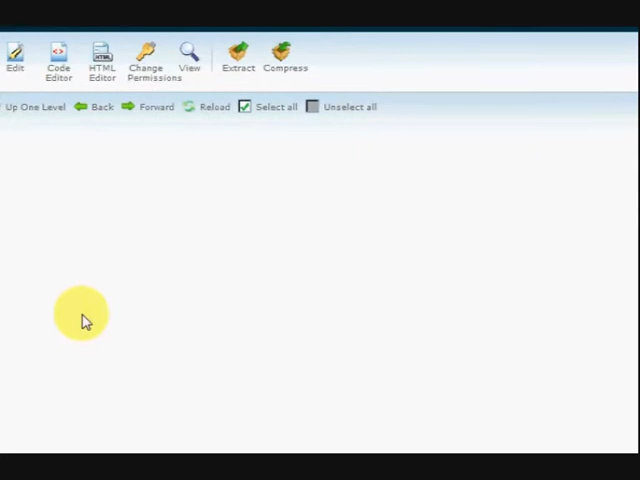 Edit Code Editor HTML Editor Change Permissions View Extract Compress
Up One Level Back Forward Reload Select all Unselect all